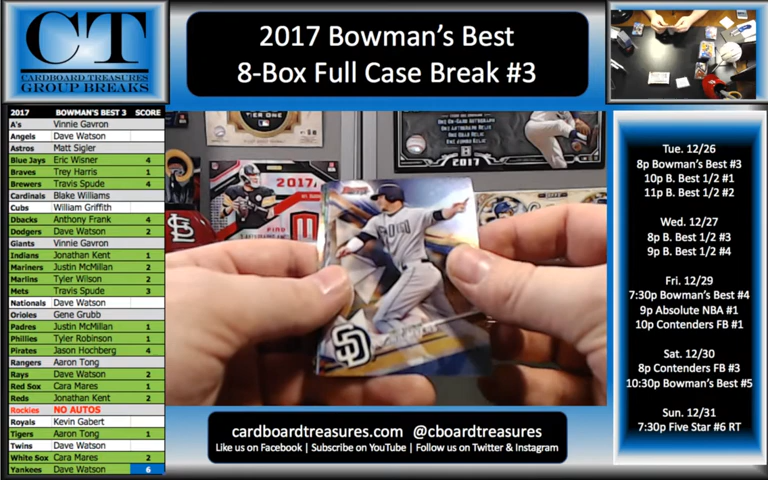 CT
CARDBOARD TREASURES
GROUP BREAKS
2017 Bowman's Best
8-Box Full Case Break #3
2017 BOWMAN'S BEST 3 SCORE
A's Vinnie Gavron
Angels Dave Watson
Astros Matt Sigler
Blue Jays Eric Wisner 4
Braves Trey Harris 1
Brewers Travis Spude 4
Cardinals Blake Williams
Cubs William Griffith
Dbacks Anthony Frank 4
Dodgers Dave Watson 2
Giants Vinnie Gavron
Indians Jonathan Kent 1
Mariners Justin McMillan 2
Marlins Tyler Wilson 2
Mets Travis Spude 3
Nationals Dave Watson
Orioles Gene Grubb
Padres Justin McMillan 1
Phillies Tyler Robinson 1
Pirates Jason Hochberg 4
Rangers Aaron Tong
Rays Dave Watson 2
Red Sox Cara Mares 1
Reds Jonathan Kent 2
Rockies NO AUTOS
Royals Kevin Gabert
Tigers Aaron Tong 1
Twins Dave Watson
White Sox Cara Mares 2
Yankees Dave Watson 6
TIER ONE
2017
2017
SD
cardboardtreasures.com @cboardtreasures
Like us on Facebook | Subscribe on YouTube | Follow us on Twitter & Instagram
Tue. 12/26
8p Bowman's Best #3
10p B. Best 1/2 #1
11p B. Best 1/2 #2
Wed. 12/27
8p B. Best 1/2 #3
9p B. Best 1/2 #4
Fri. 12/29
7:30p Bowman's Best #4
9p Absolute NBA #1
10p Contenders FB #1
Sat. 12/30
8p Contenders FB #3
10:30p Bowman's Best #5
Sun. 12/31
7:30p Five Star #6 RT